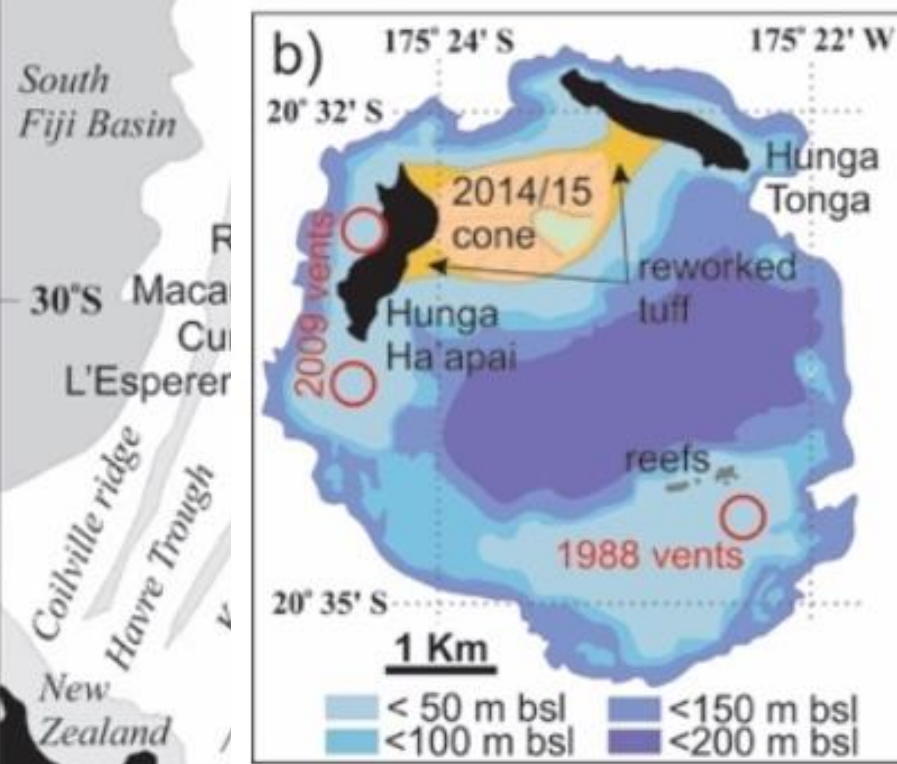 South
Fiji Basin
30°S
L'Esperer
Coilville ridge
Havre Trough
New
Zealand
b)
175° 24' S
175° 22' W
20° 32' S
Hunga
Tonga
2014/15
cone
reworked
tuff
2009 vents
Hunga
Ha'apai
reefs
1988 vents
20° 35' S
1 Km
< 50 m bsl
<100 m bsl
<150 m bsl
<200 m bsl